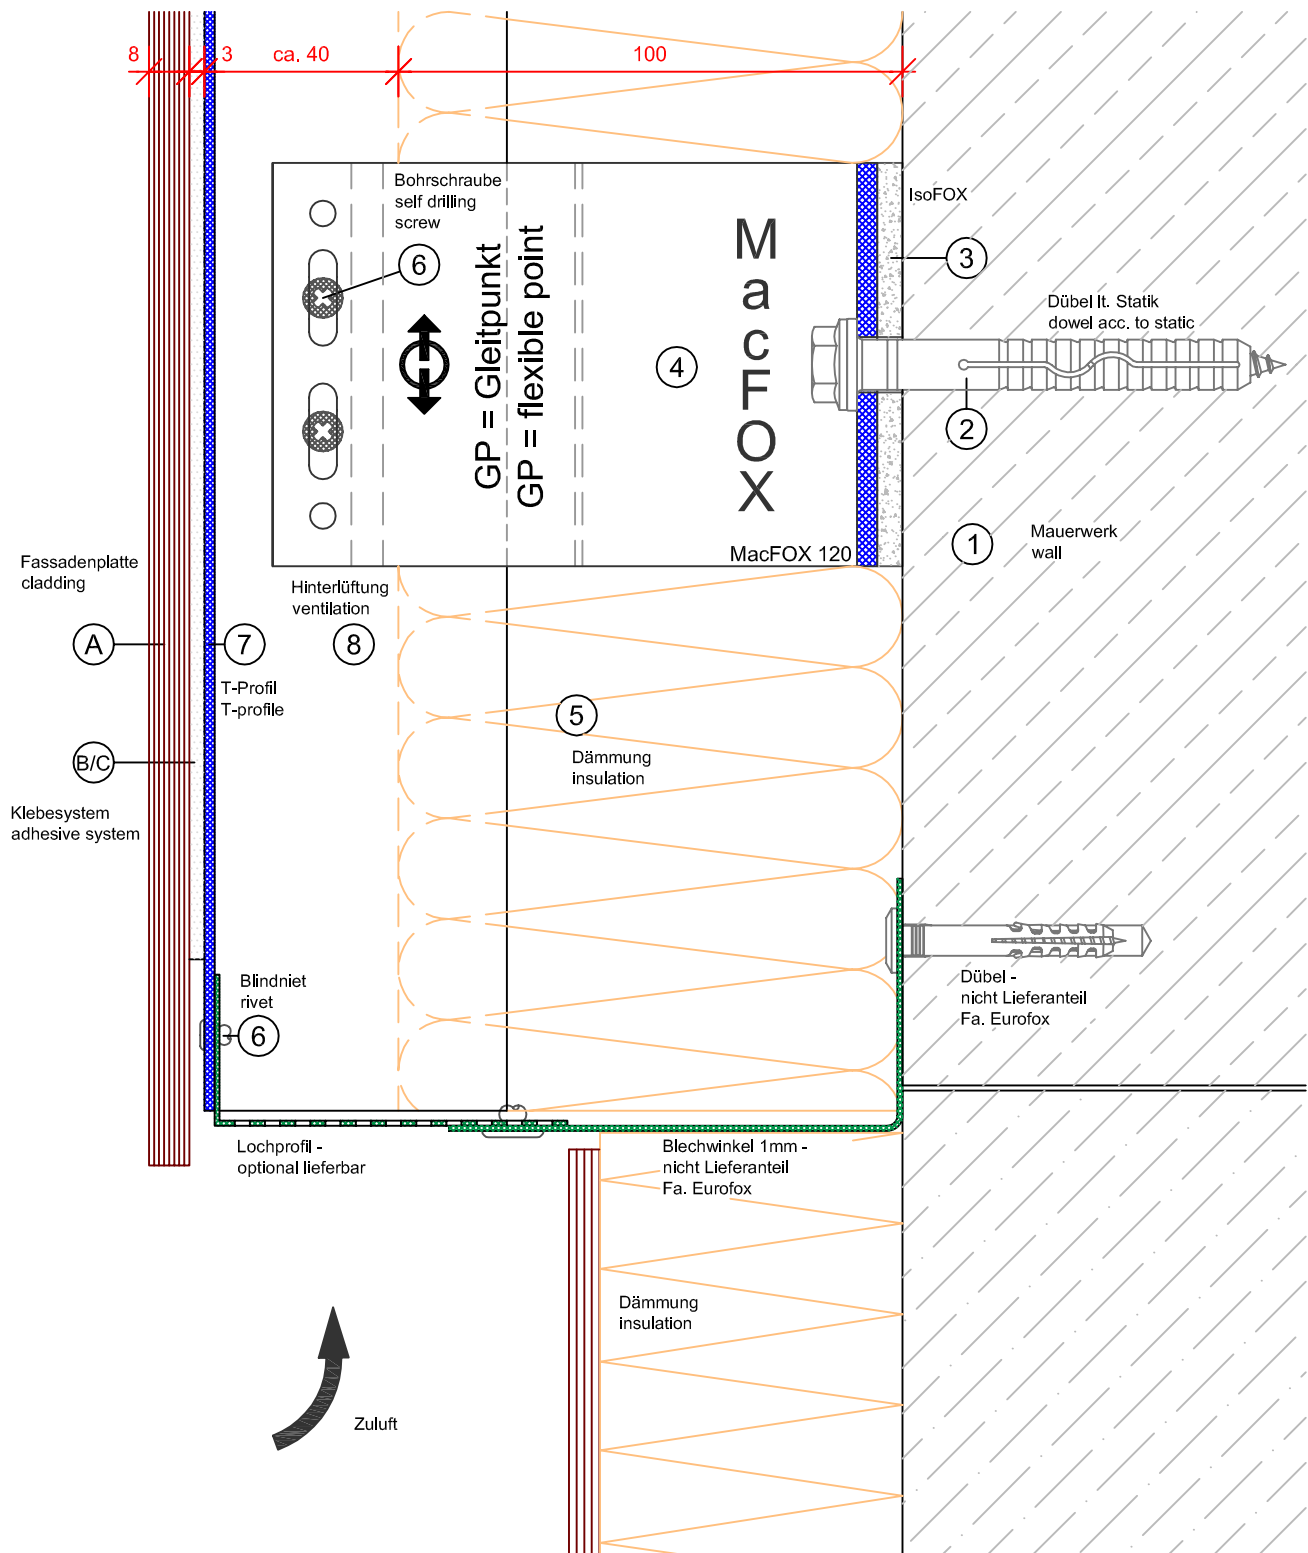 8
3
ca. 40
100
Bohrschraube
self drilling
screw
6
GP = Gleitpunkt
GP = flexible point
4
MacFOX
MacFOX 120
IsoFOX
3
Dübel lt. Statik
dowel acc. to static
2
1
Mauerwerk
wall
Fassadenplatte
cladding
A
Hinterlüftung
ventilation
8
7
T-Profil
T-profile
B/C
Klebesystem
adhesive system
5
Dämmung
insulation
Blindniet
rivet
6
Dübel -
nicht Lieferanteil
Fa. Eurofox
Lochprofil -
optional lieferbar
Blechwinkel 1mm -
nicht Lieferanteil
Fa. Eurofox
Dämmung
insulation
Zuluft